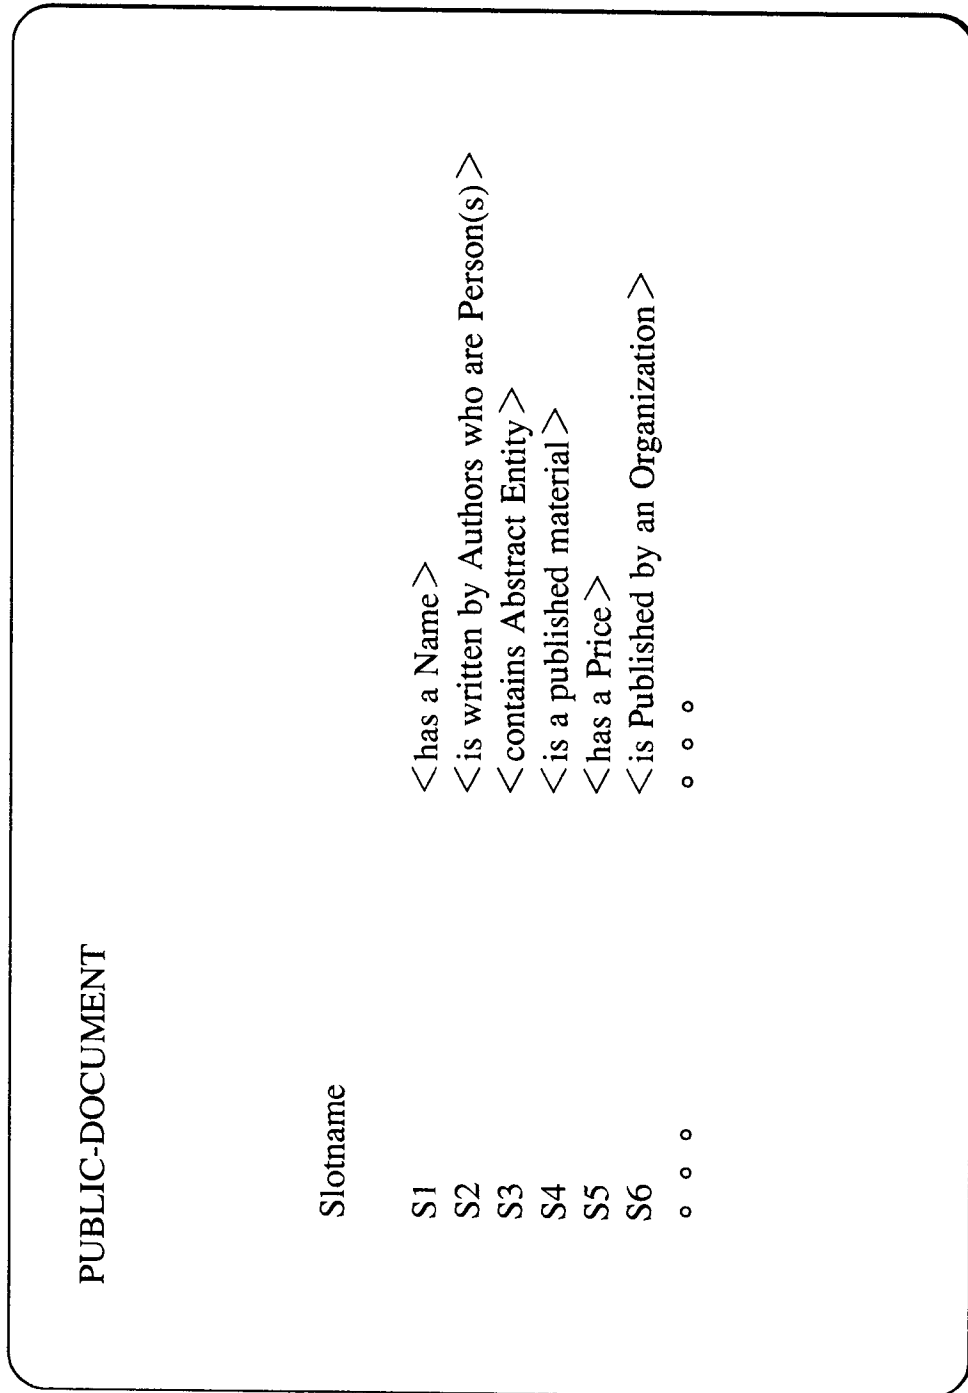 PUBLIC-DOCUMENT
Slotname
S1 <has a Name>
S2 <is written by Authors who are Person(s)>
S3 <contains Abstract Entity>
S4 <is a published material>
S5 <has a Price>
S6 <is Published by an Organization>
o o o o o o